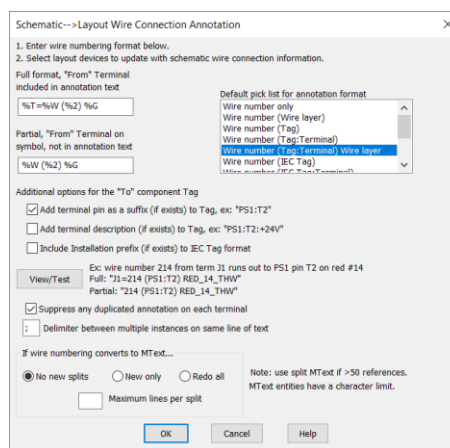 Schematic-->Layout Wire Connection Annotation
1. Enter wire numbering format below.
2. Select layout devices to update with schematic wire connection information.
Full format, "From" Terminal
included in annotation text
%T=%W (%2) %G
Partial, "From" Terminal on
symbol, not in annotation text
%W (%2) %G
Default pick list for annotation format
Wire number only
Wire number (Wire layer)
Wire number (Tag)
Wire number (Tag:Terminal)
Wire number (Tag:Terminal) Wire layer
Wire number (IEC Tag)
Wire number (IEC Tag:Terminal)
Additional options for the "To" component Tag
Add terminal pin as a suffix (if exists) to Tag, ex: "PS1:T2"
Add terminal description (if exists) to Tag, ex: "PS1:T2:+24V"
Include Installation prefix (if exists) to IEC Tag format
View/Test
Ex: wire number 214 from term J1 runs out to PS1 pin T2 on red #14
Full: "J1=214 (PS1:T2) RED_14_THW"
Partial: "214 (PS1:T2) RED_14_THW"
Suppress any duplicated annotation on each terminal
; Delimiter between multiple instances on same line of text
If wire numbering converts to MText...
No new splits New only Redo all
Maximum lines per split
Note: use split MText if >50 references.
MText entities have a character limit.
OK Cancel Help